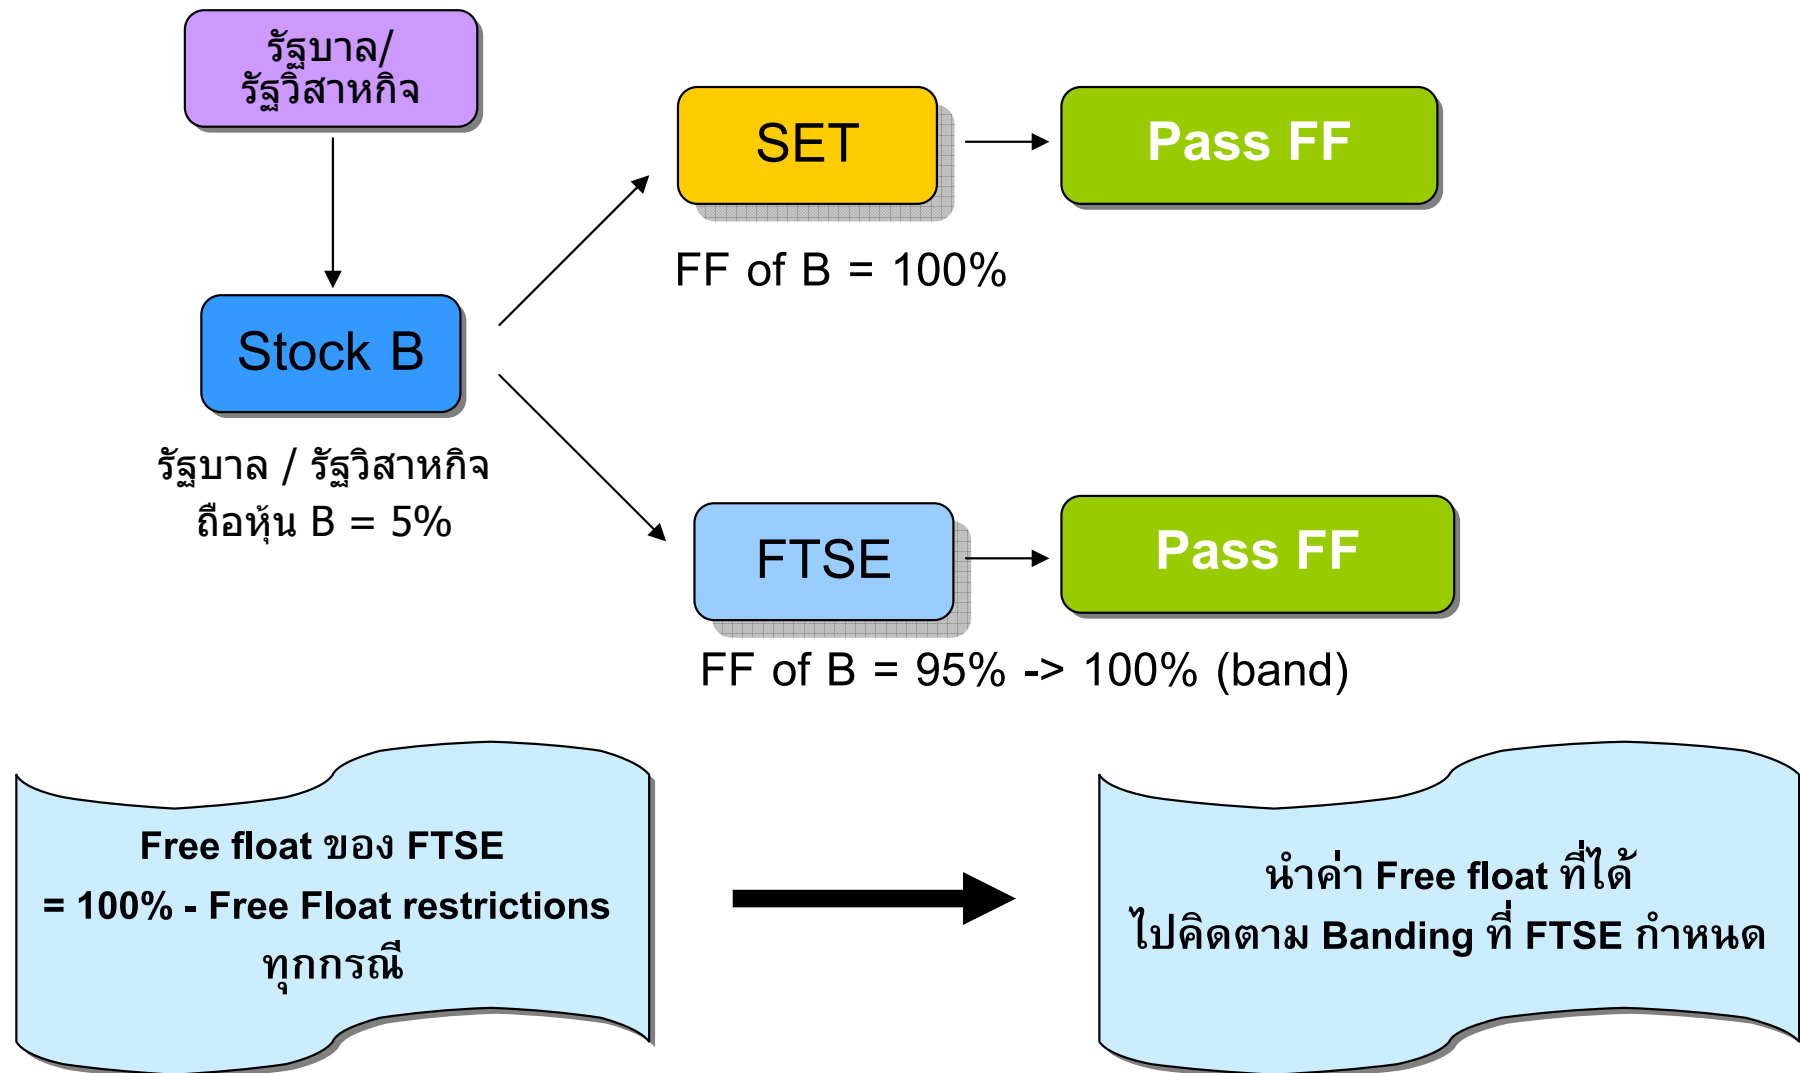 รัฐบาล/
รัฐวิสาหกิจ
SET
Pass FF
FF of B = 100%
Stock B
รัฐบาล / รัฐวิสาหกิจ
ถือหุ้น B = 5%
FTSE
Pass FF
FF of B = 95% -> 100% (band)
Free float ของ FTSE
= 100% - Free Float restrictions
ทุกกรณี
นำค่า Free float ที่ได้
ไปคิดตาม Banding ที่ FTSE กำหนด